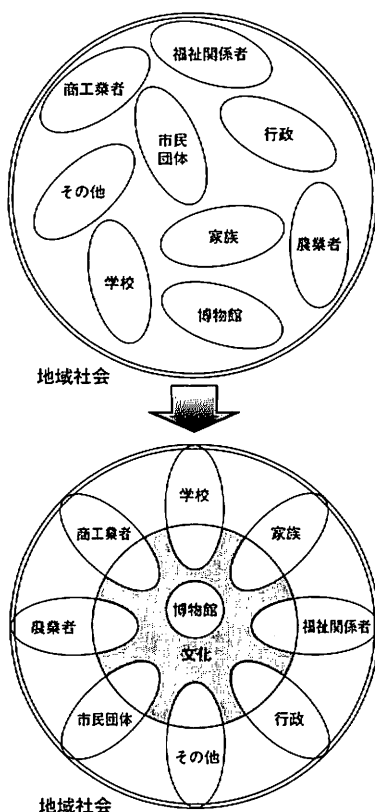 福祉関係者
商工業者
市民
団体
行政
その他
家族
農業者
学校
博物館
地域社会
学校
商工業者
家族
博物館
農業者
福祉関係者
文化
市民団体
行政
その他
地域社会